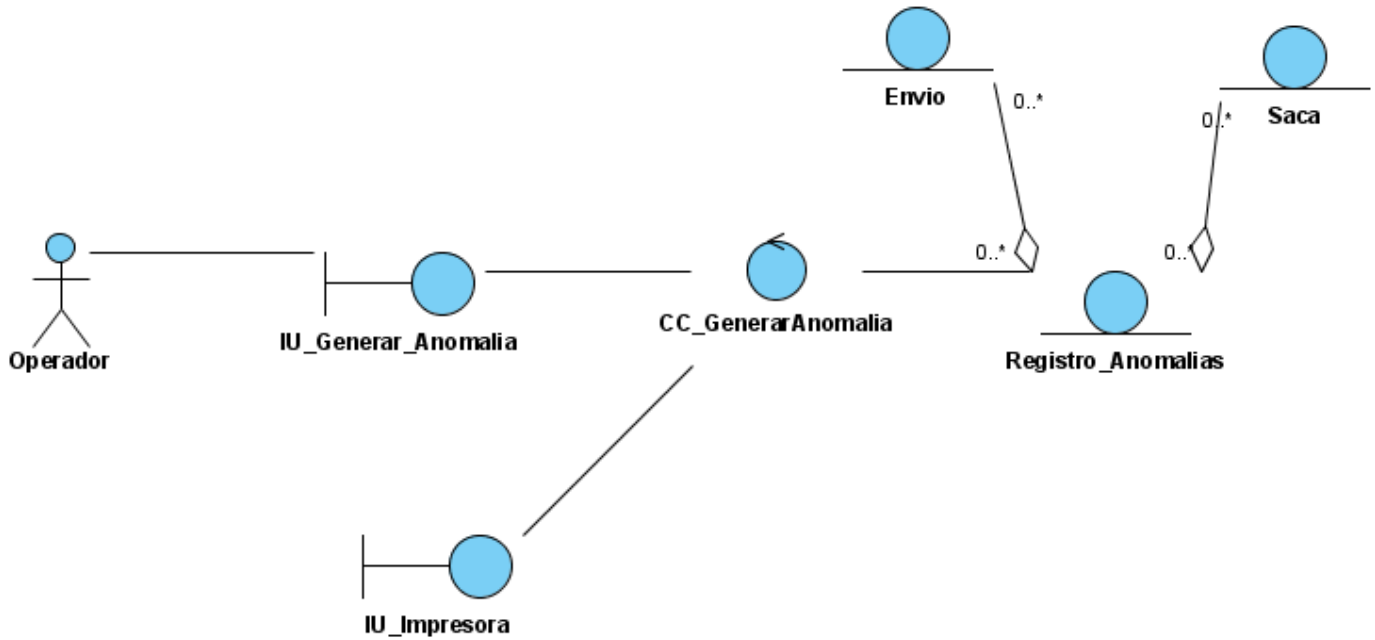 Envio
0..*
Saca
0..*
0..*
0..*
Operador
IU_Generar_Anomalia
CC_GenerarAnomalia
Registro_Anomalias
IU_Impresora